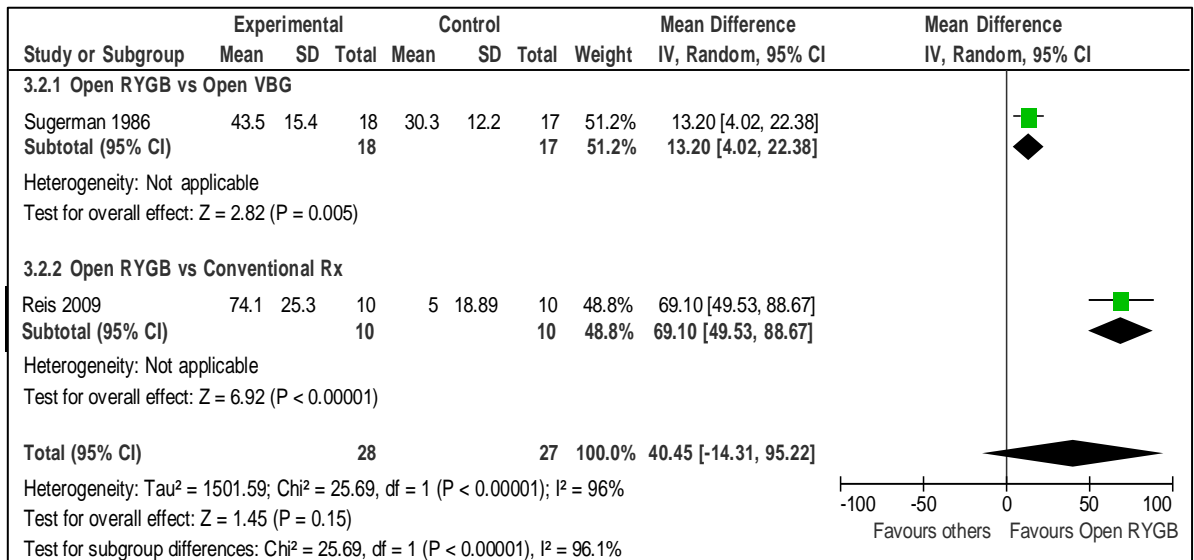 Experimental Control Mean Difference Mean Difference
Study or Subgroup Mean SD Total Mean SD Total Weight IV, Random, 95% CI IV, Random, 95% CI
3.2.1 Open RYGB vs Open VBG
Sugerman 1986 43.5 15.4 18 30.3 12.2 17 51.2% 13.20 [4.02, 22.38]
Subtotal (95% CI) 18 17 51.2% 13.20 [4.02, 22.38]
Heterogeneity: Not applicable
Test for overall effect: Z = 2.82 (P = 0.005)
3.2.2 Open RYGB vs Conventional Rx
Reis 2009 74.1 25.3 10 5 18.89 10 48.8% 69.10 [49.53, 88.67]
Subtotal (95% CI) 10 10 48.8% 69.10 [49.53, 88.67]
Heterogeneity: Not applicable
Test for overall effect: Z = 6.92 (P < 0.00001)
Total (95% CI) 28 27 100.0% 40.45 [-14.31, 95.22]
Heterogeneity: Tau² = 1501.59; Chi² = 25.69, df = 1 (P < 0.00001); I² = 96%
Test for overall effect: Z = 1.45 (P = 0.15)
Test for subgroup differences: Chi² = 25.69, df = 1 (P < 0.00001), I² = 96.1%
-100 -50 0 50 100
Favours others Favours Open RYGB